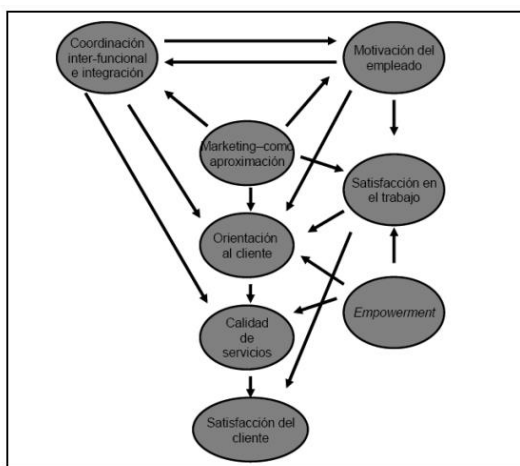 Coordinación
inter-funcional
e integración
Motivación del
empleado
Marketing–como
aproximación
Satisfacción en
el trabajo
Orientación
al cliente
Empowerment
Calidad
de
servicios
Satisfacción del
cliente